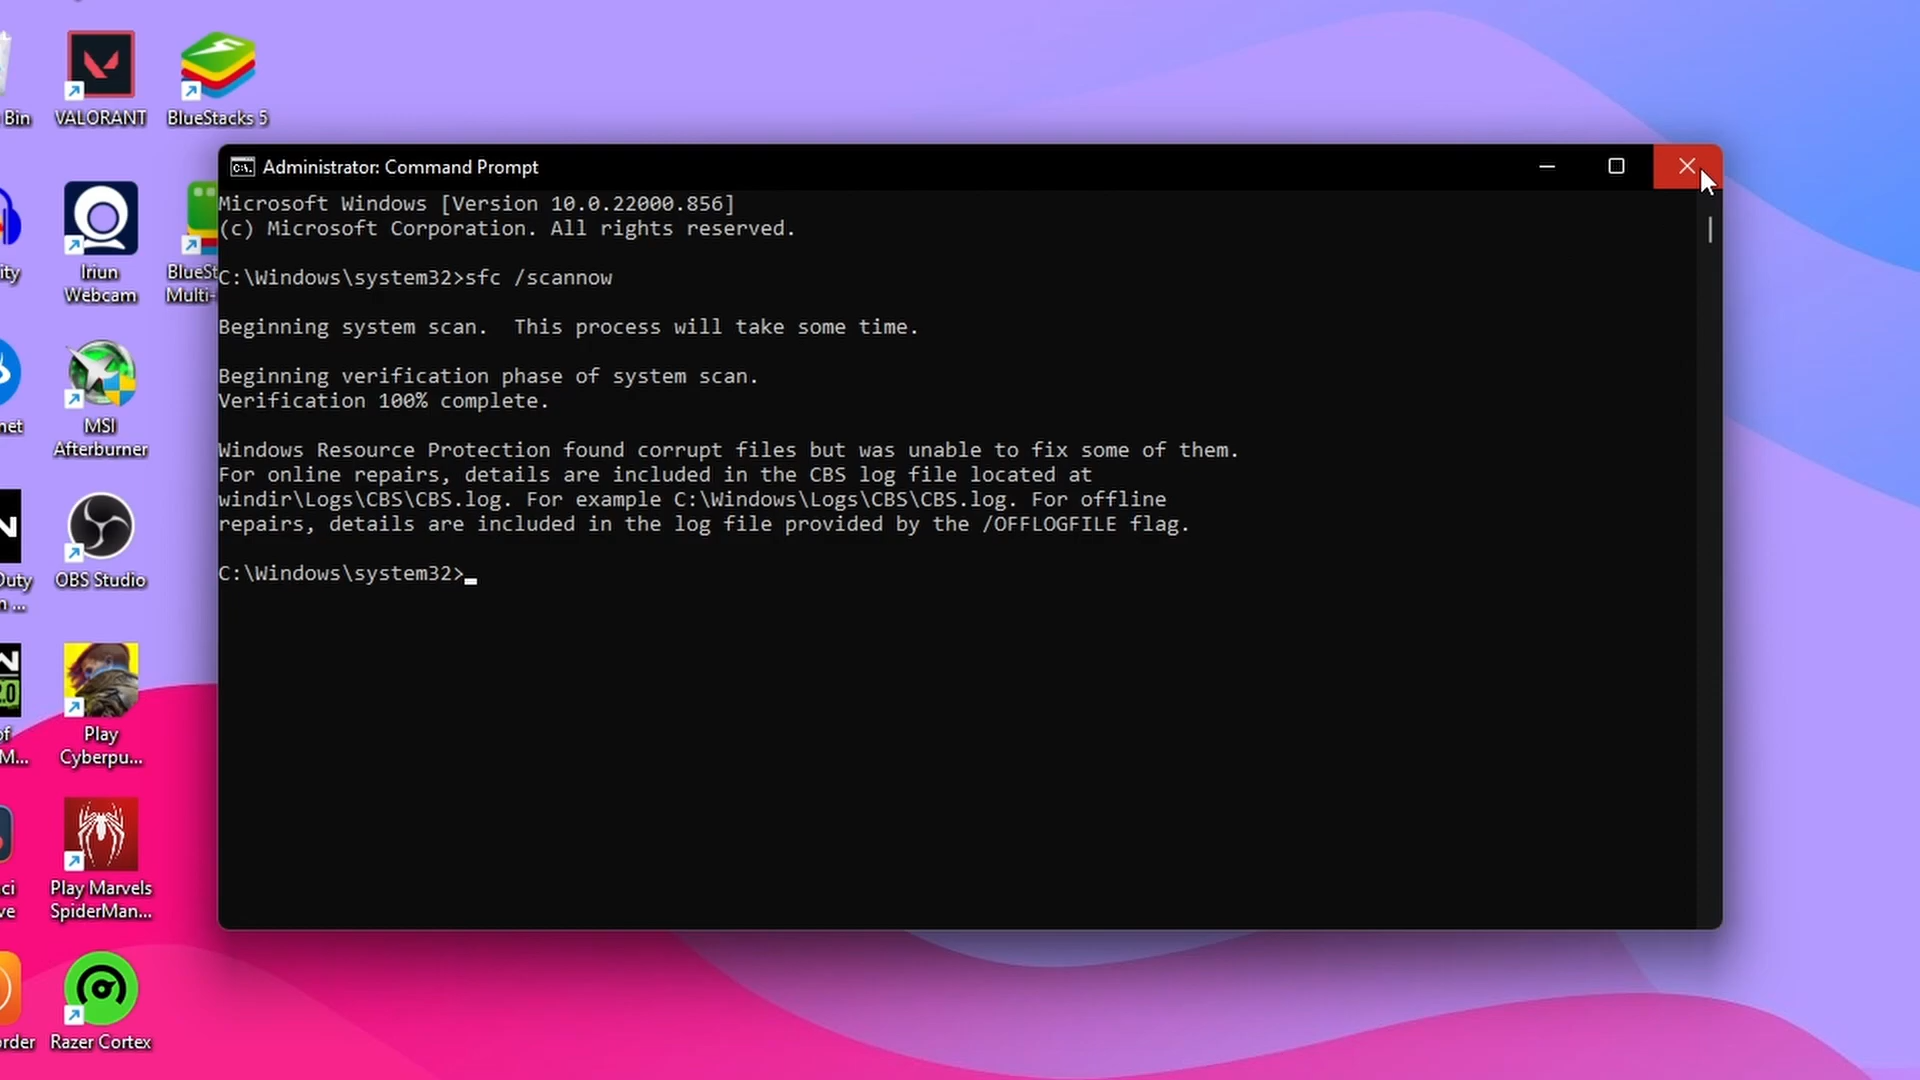 Bin
VALORANT
BlueStacks 5
Administrator: Command Prompt
Microsoft Windows [Version 10.0.22000.856]
(c) Microsoft Corporation. All rights reserved.
C:\Windows\system32>sfc /scannow
Beginning system scan.  This process will take some time.
Beginning verification phase of system scan.
Verification 100% complete.
Windows Resource Protection found corrupt files but was unable to fix some of them.
For online repairs, details are included in the CBS log file located at
windir\Logs\CBS\CBS.log. For example C:\Windows\Logs\CBS\CBS.log. For offline
repairs, details are included in the log file provided by the /OFFLOGFILE flag.
C:\Windows\system32>
ity
Iriun
Webcam
BlueSt
Multi-
net
MSI
Afterburner
Duty
n ...
OBS Studio
of
M...
Play
Cyberpu...
ci
ve
Play Marvels
SpiderMan...
order
Razer Cortex